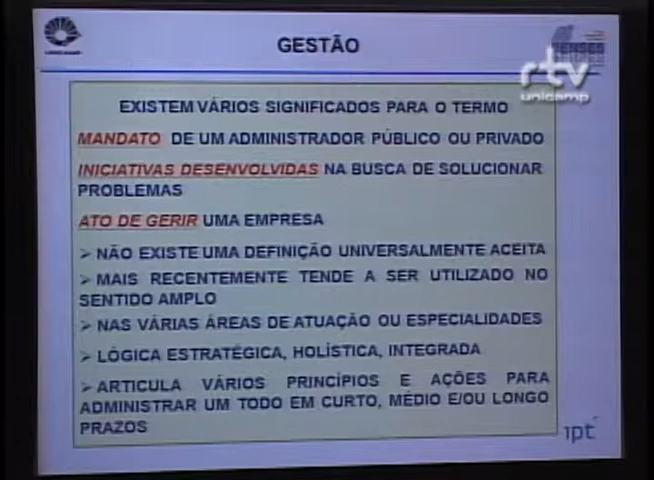 GESTÃO
rtv
unicamp
EXISTEM VÁRIOS SIGNIFICADOS PARA O TERMO
MANDATO DE UM ADMINISTRADOR PÚBLICO OU PRIVADO
INICIATIVAS DESENVOLVIDAS NA BUSCA DE SOLUCIONAR
PROBLEMAS
ATO DE GERIR UMA EMPRESA
➢ NÃO EXISTE UMA DEFINIÇÃO UNIVERSALMENTE ACEITA
➢ MAIS RECENTEMENTE TENDE A SER UTILIZADO NO
SENTIDO AMPLO
➢ NAS VÁRIAS ÁREAS DE ATUAÇÃO OU ESPECIALIDADES
➢ LÓGICA ESTRATÉGICA, HOLÍSTICA, INTEGRADA
➢ ARTICULA VÁRIOS PRINCÍPIOS E AÇÕES PARA
ADMINISTRAR UM TODO EM CURTO, MÉDIO E/OU LONGO
PRAZOS
ipt